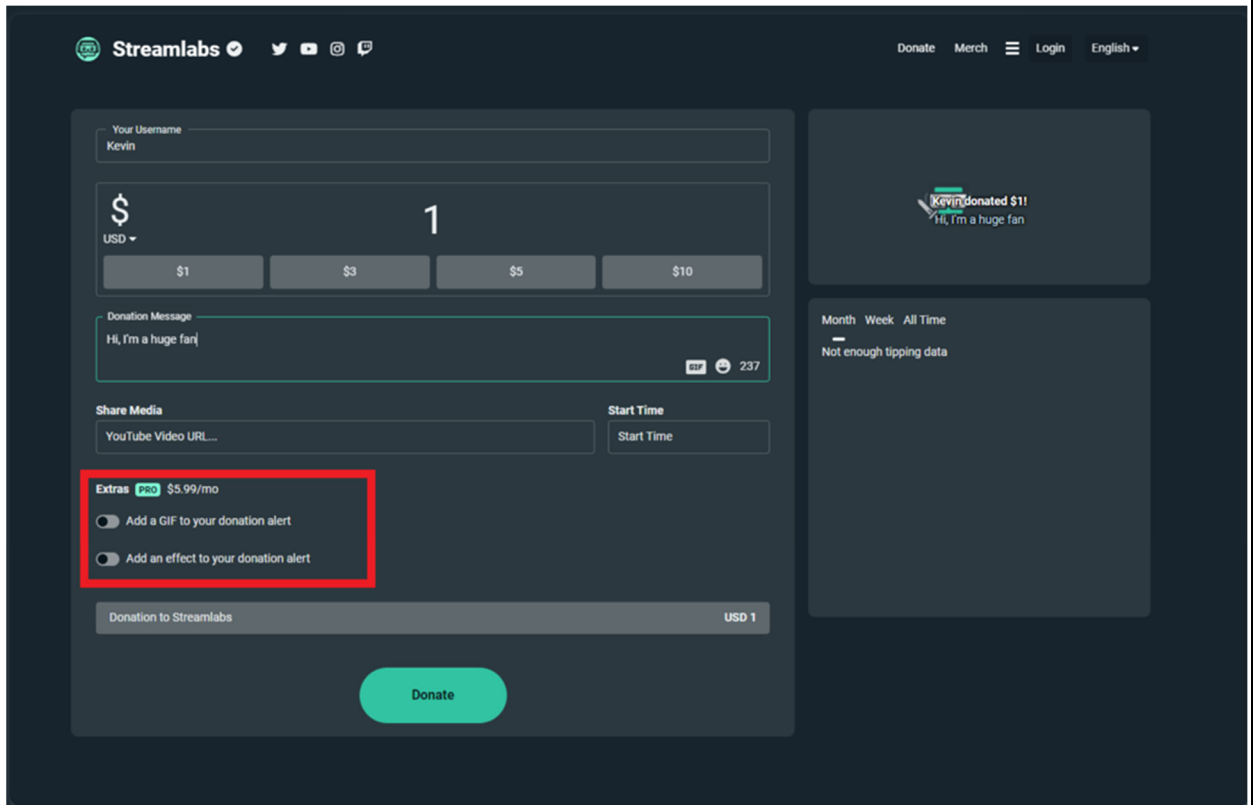 Streamlabs
Donate Merch Login English
Your Username
Kevin
$
1
USD
$1 $3 $5 $10
Donation Message
Hi, I'm a huge fan
GIF 237
Share Media Start Time
YouTube Video URL... Start Time
Extras PRO $5.99/mo
Add a GIF to your donation alert
Add an effect to your donation alert
Donation to Streamlabs USD 1
Donate
Kevin donated $1!
Hi, I'm a huge fan
Month Week All Time
Not enough tipping data